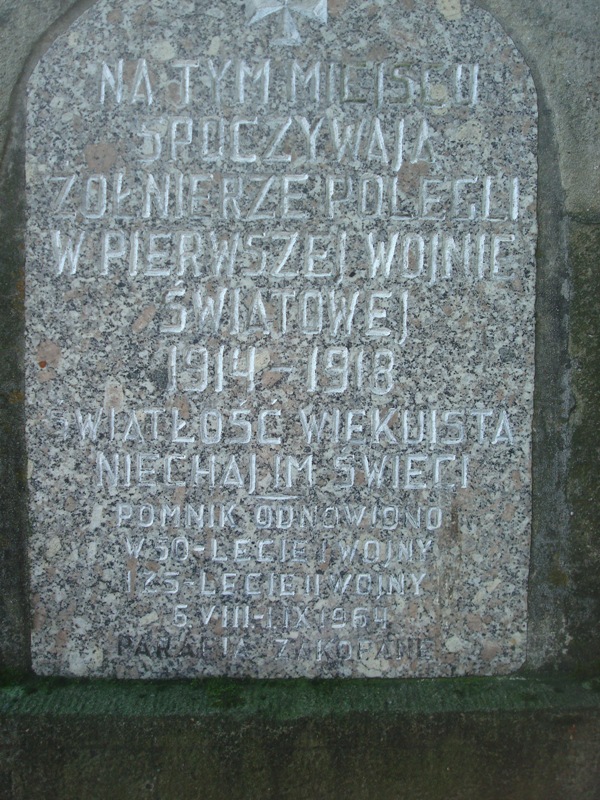 NA TYM MIEJSCU
SPOCZYWAJĄ
ŻOŁNIERZE POLEGLI
W PIERWSZEJ WOJNIE
ŚWIATOWEJ
1914 - 1918
ŚWIATŁOŚĆ WIEKUISTA
NIECHAJ IM ŚWIECI
POMNIK ODNOWIONO
W 50-LECIE I WOJNY
I 25-LECIE II WOJNY
6.VIII-1.IX.1964
PARAFIA ZAKOPANE